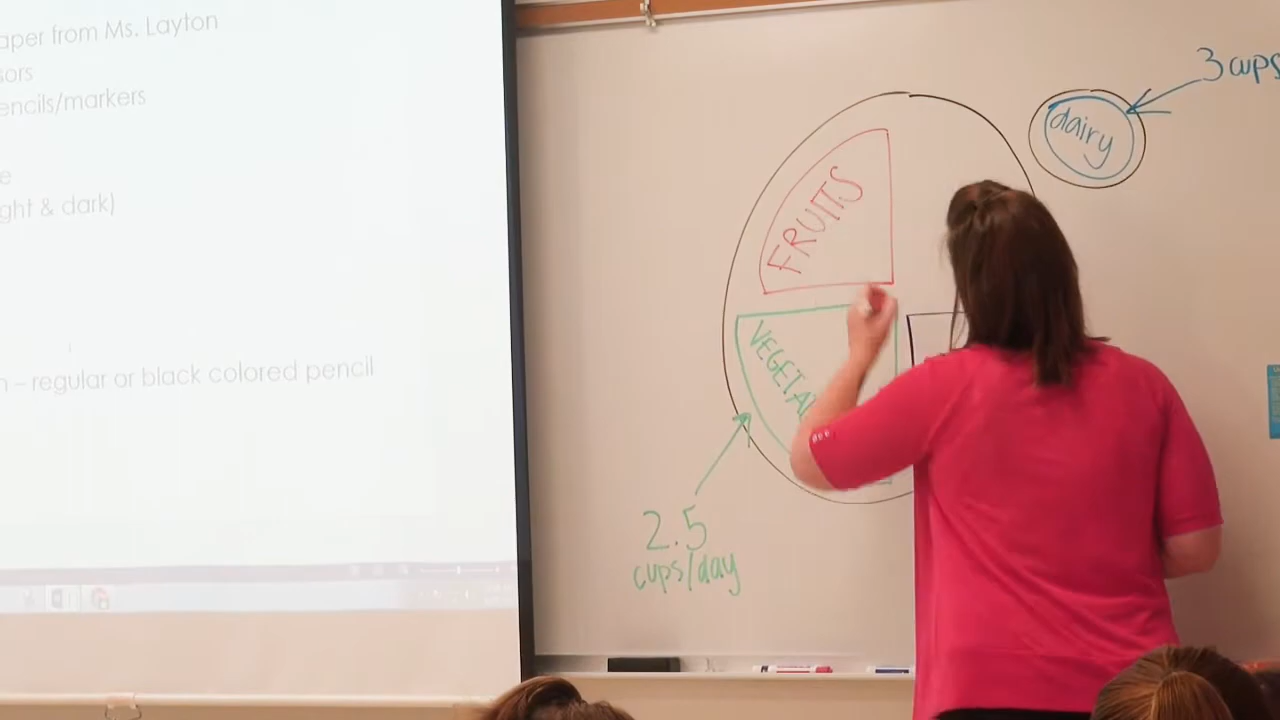 aper from Ms. Layton
sors
encils/markers
e
ght & dark)
n – regular or black colored pencil
FRUITS
VEGETA
2.5
cups/day
dairy
3 cups